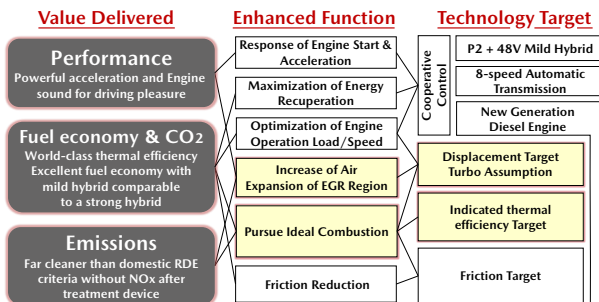 Value Delivered
Performance
Powerful acceleration and Engine
sound for driving pleasure
Fuel economy & CO2
World-class thermal efficiency
Excellent fuel economy with
mild hybrid comparable
to a strong hybrid
Emissions
Far cleaner than domestic RDE
criteria without NOx after
treatment device
Enhanced Function
Response of Engine Start &
Acceleration
Maximization of Energy
Recuperation
Optimization of Engine
Operation Load/Speed
Increase of Air
Expansion of EGR Region
Pursue Ideal Combustion
Friction Reduction
Technology Target
Cooperative
Control
P2 + 48V Mild Hybrid
8-speed Automatic
Transmission
New Generation
Diesel Engine
Displacement Target
Turbo Assumption
Indicated thermal
efficiency Target
Friction Target